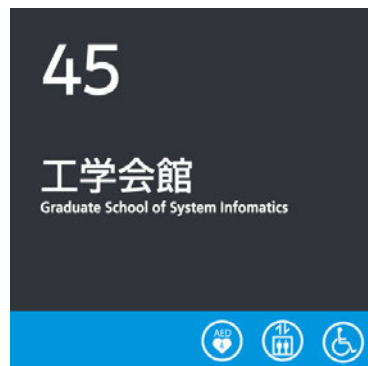 45
工学会館
Graduate School of System Infomatics
AED